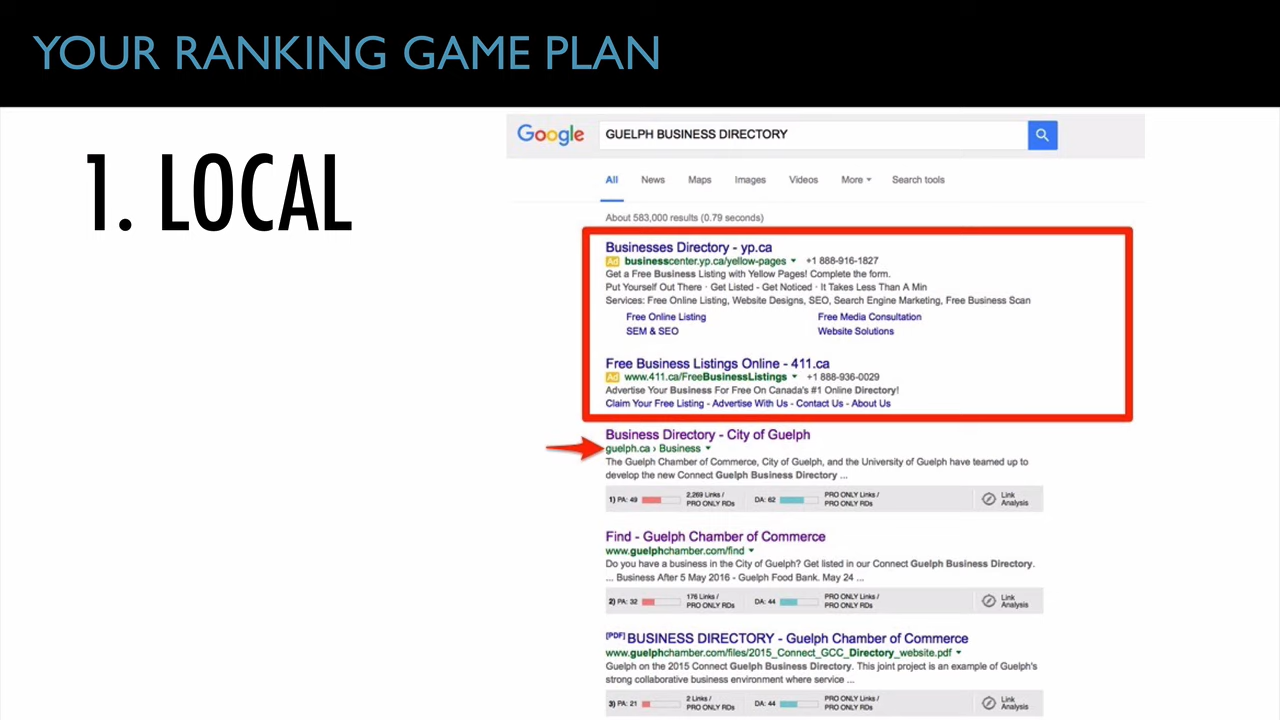 YOUR RANKING GAME PLAN
1. LOCAL
Google GUELPH BUSINESS DIRECTORY
All News Maps Images Videos More Search tools
About 583,000 results (0.79 seconds)
Businesses Directory - yp.ca
Ad businesscenter.yp.ca/yellow-pages +1 888-916-1827
Get a Free Business Listing with Yellow Pages! Complete the form.
Put Yourself Out There · Get Listed - Get Noticed · It Takes Less Than A Min
Services: Free Online Listing, Website Designs, SEO, Search Engine Marketing, Free Business Scan
Free Online Listing Free Media Consultation
SEM & SEO Website Solutions
Free Business Listings Online - 411.ca
Ad www.411.ca/FreeBusinessListings +1 888-936-0029
Advertise Your Business For Free On Canada's #1 Online Directory!
Claim Your Free Listing - Advertise With Us - Contact Us - About Us
Business Directory - City of Guelph
guelph.ca › Business
The Guelph Chamber of Commerce, City of Guelph, and the University of Guelph have teamed up to
develop the new Connect Guelph Business Directory ...
1) PA: 49 2,269 Links / PRO ONLY RDs DA: 62 PRO ONLY Links / PRO ONLY RDs Link Analysis
Find - Guelph Chamber of Commerce
www.guelphchamber.com/find
Do you have a business in the City of Guelph? Get listed in our Connect Guelph Business Directory.
... Business After 5 May 2016 - Guelph Food Bank. May 24 ...
2) PA: 32 176 Links / PRO ONLY RDs DA: 44 PRO ONLY Links / PRO ONLY RDs Link Analysis
[PDF] BUSINESS DIRECTORY - Guelph Chamber of Commerce
www.guelphchamber.com/files/2015_Connect_GCC_Directory_website.pdf
Guelph on the 2015 Connect Guelph Business Directory. This joint project is an example of Guelph's
strong collaborative business environment where service ...
3) PA: 21 2 Links / PRO ONLY RDs DA: 44 PRO ONLY Links / PRO ONLY RDs Link Analysis